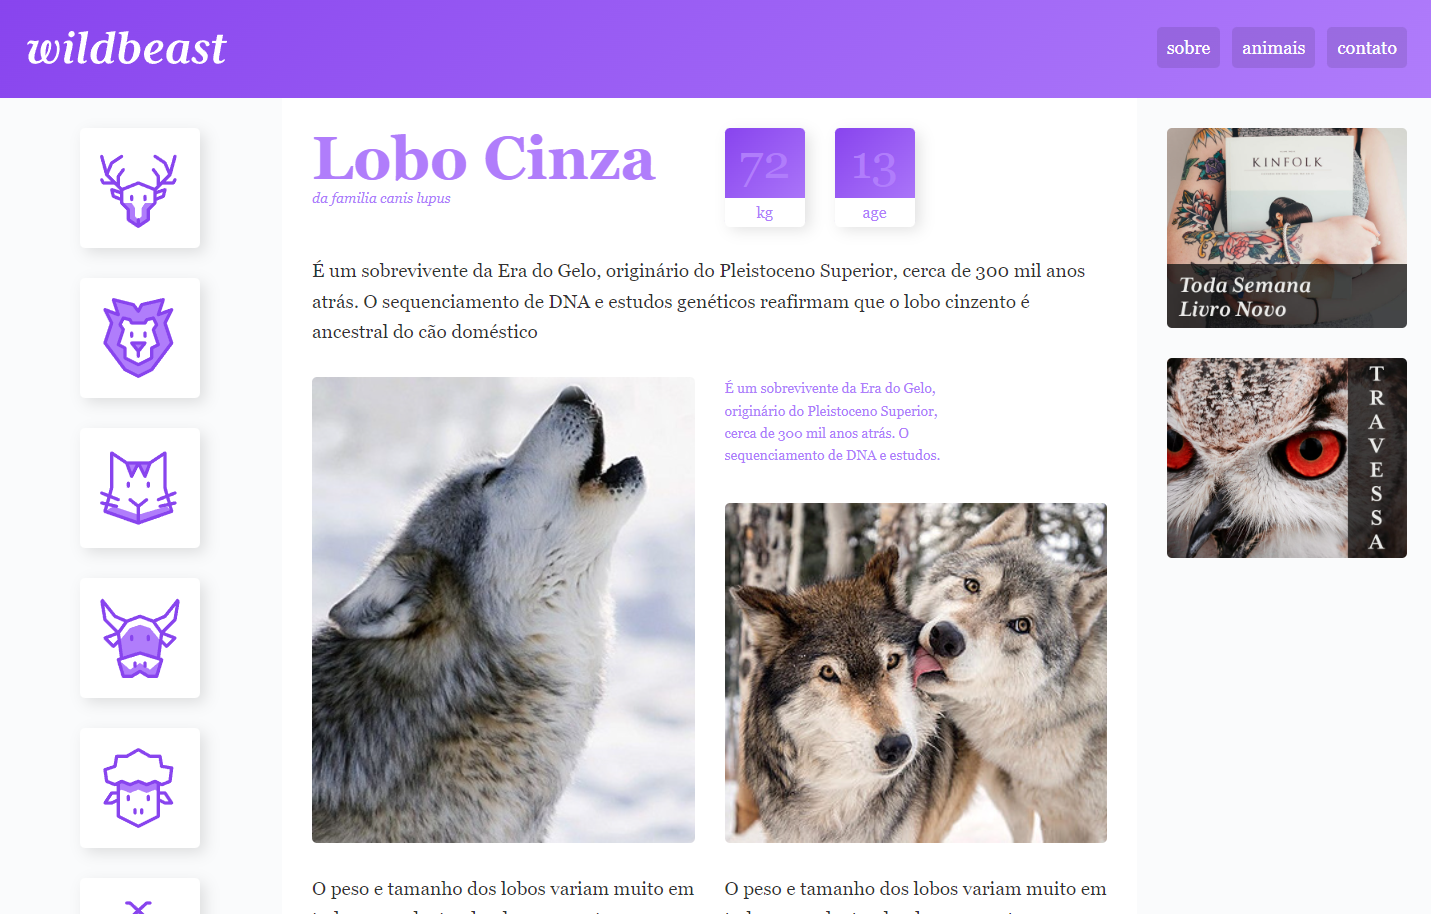 wildbeast
sobre
animais
contato
Lobo Cinza
da familia canis lupus
72
kg
13
age
É um sobrevivente da Era do Gelo, originário do Pleistoceno Superior, cerca de 300 mil anos
atrás. O sequenciamento de DNA e estudos genéticos reafirmam que o lobo cinzento é
ancestral do cão doméstico
É um sobrevivente da Era do Gelo,
originário do Pleistoceno Superior,
cerca de 300 mil anos atrás. O
sequenciamento de DNA e estudos.
O peso e tamanho dos lobos variam muito em
O peso e tamanho dos lobos variam muito em
KINFOLK
Toda Semana
Livro Novo
TRAVESSA